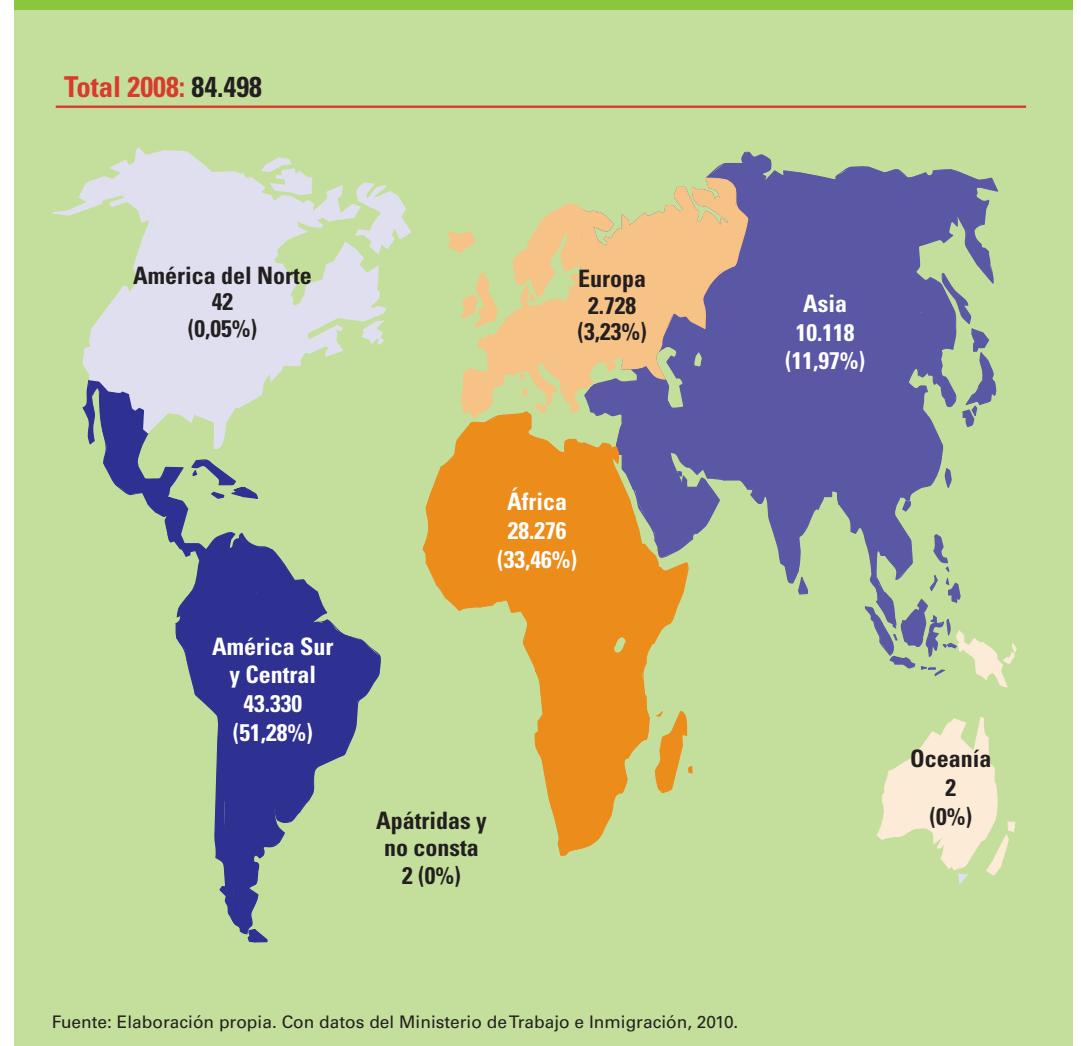 Total 2008: 84.498
América del Norte
42
(0,05%)
Europa
2.728
(3,23%)
Asia
10.118
(11,97%)
África
28.276
(33,46%)
América Sur
y Central
43.330
(51,28%)
Oceanía
2
(0%)
Apátridas y
no consta
2 (0%)
Fuente: Elaboración propia. Con datos del Ministerio de Trabajo e Inmigración, 2010.